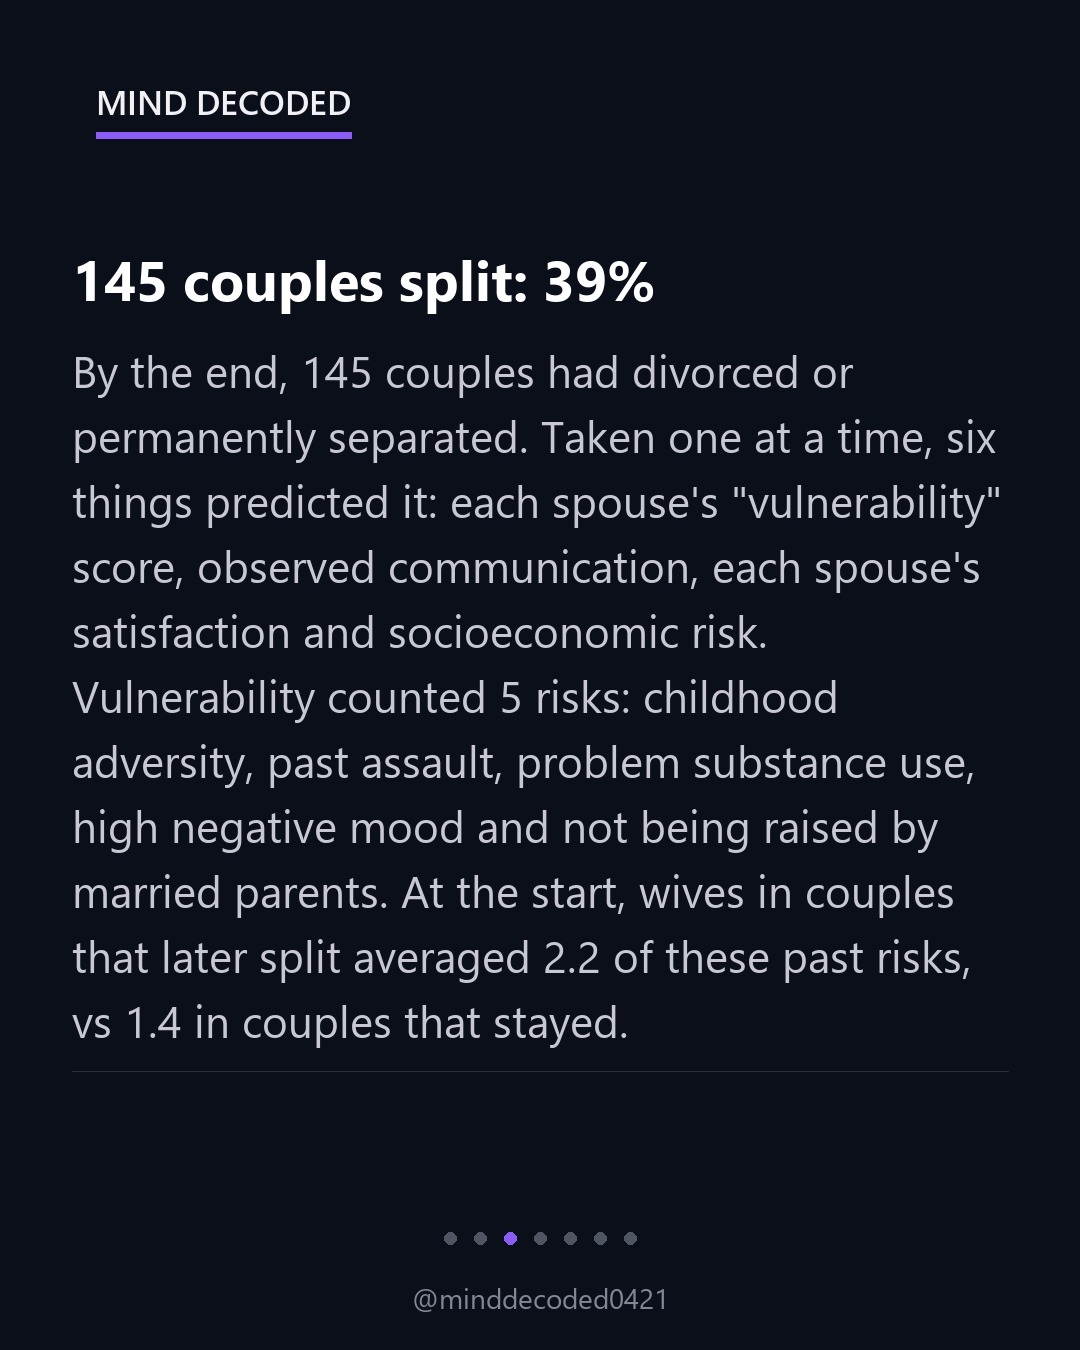 MIND DECODED
145 couples split: 39%
By the end, 145 couples had divorced or
permanently separated. Taken one at a time, six
things predicted it: each spouse's "vulnerability"
score, observed communication, each spouse's
satisfaction and socioeconomic risk.
Vulnerability counted 5 risks: childhood
adversity, past assault, problem substance use,
high negative mood and not being raised by
married parents. At the start, wives in couples
that later split averaged 2.2 of these past risks,
vs 1.4 in couples that stayed.
@minddecoded0421